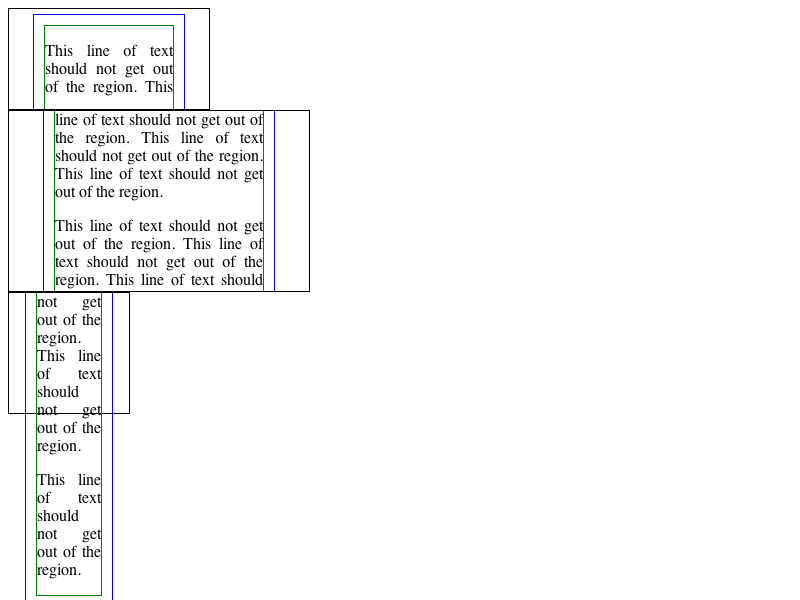 This line of text
should not get out
of the region. This
line of text should not get out of
the region. This line of text
should not get out of the region.
This line of text should not get
out of the region.
This line of text should not get
out of the region. This line of
text should not get out of the
region. This line of text should
not get
out of the
region.
This line
of text
should
not get
out of the
region.
This line
of text
should
not get
out of the
region.